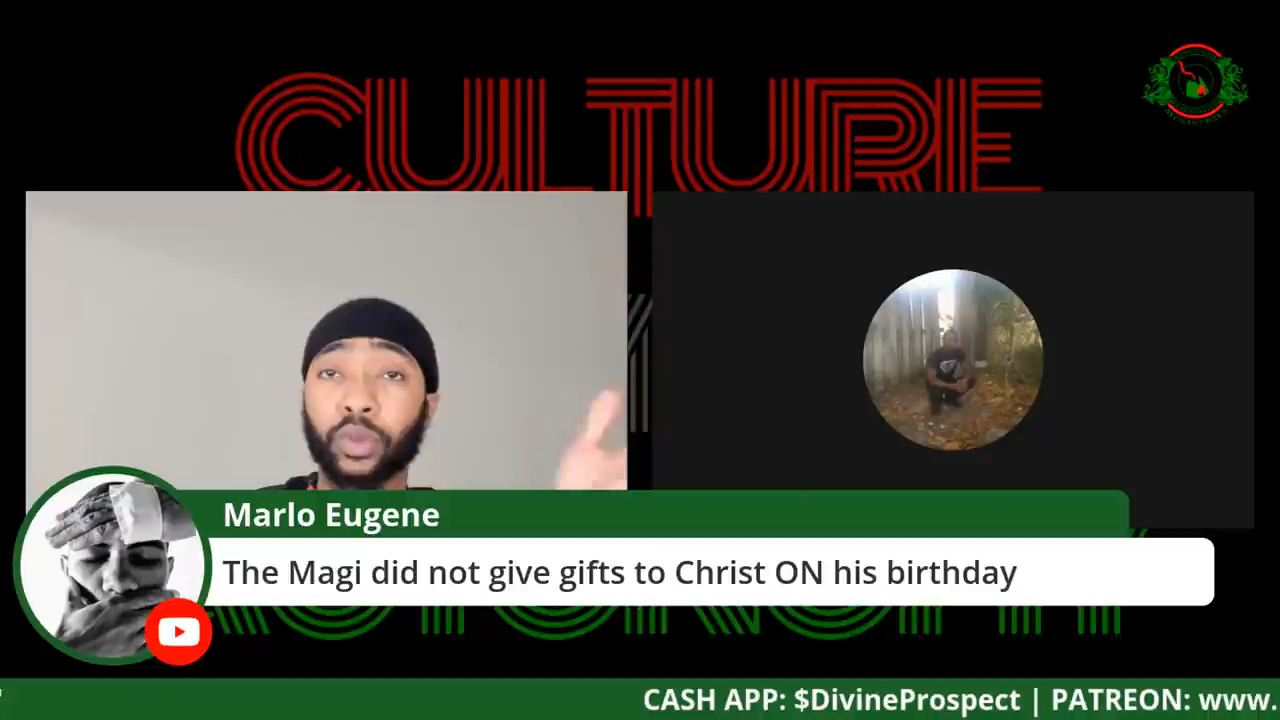 CULTURE
Marlo Eugene
The Magi did not give gifts to Christ ON his birthday
CASH APP: $DivineProspect | PATREON: www.